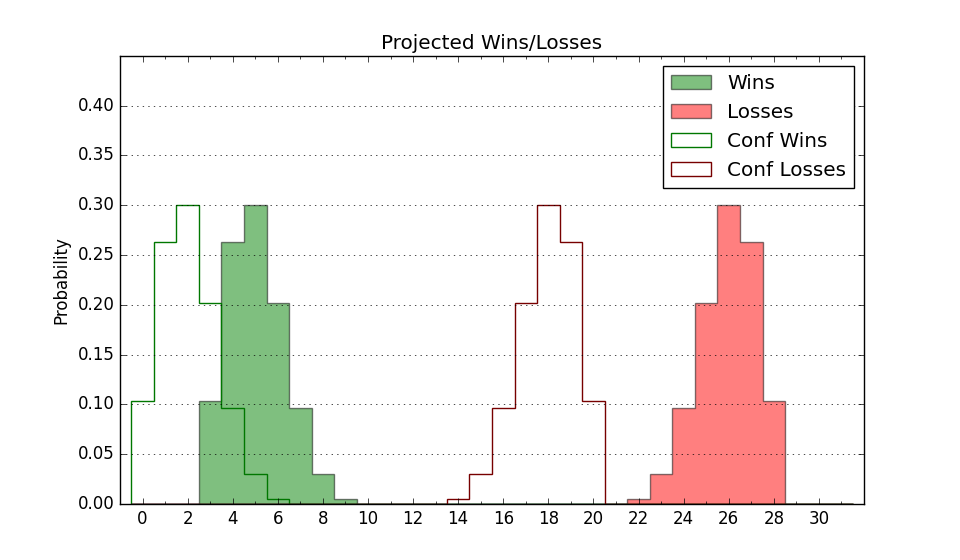 Projected Wins/Losses
Wins
Losses
Conf Wins
Conf Losses
Probability
0.40
0.35
0.30
0.25
0.20
0.15
0.10
0.05
0.00
0 2 4 6 8 10 12 14 16 18 20 22 24 26 28 30